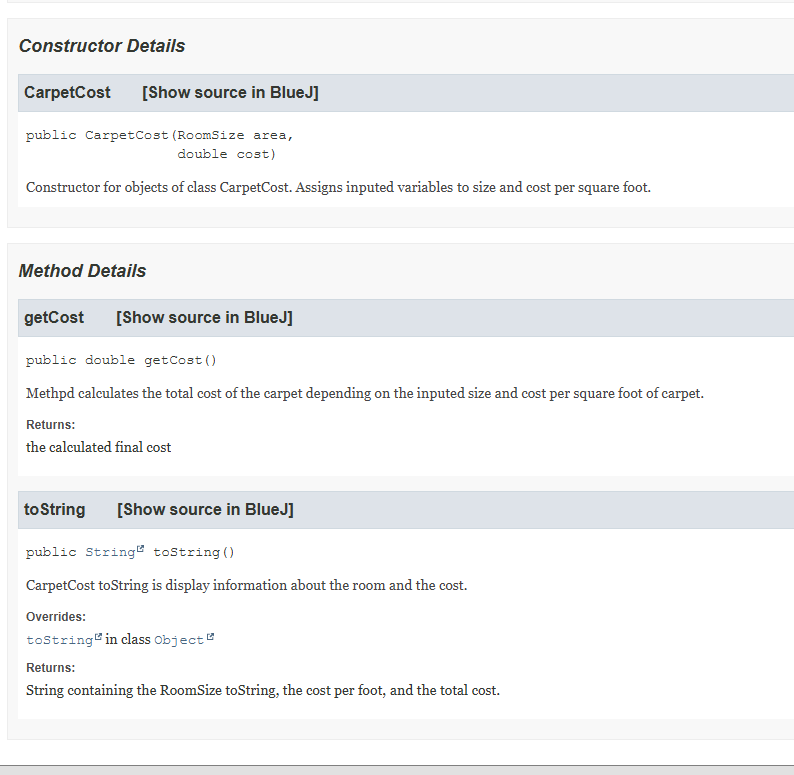 Constructor Details
CarpetCost [Show source in BlueJ]
public CarpetCost(RoomSize area,
double cost)
Constructor for objects of class CarpetCost. Assigns inputed variables to size and cost per square foot.
Method Details
getCost [Show source in BlueJ]
public double getCost()
Methpd calculates the total cost of the carpet depending on the inputed size and cost per square foot of carpet.
Returns:
the calculated final cost
toString [Show source in BlueJ]
public String toString()
CarpetCost toString is display information about the room and the cost.
Overrides:
toString in class Object
Returns:
String containing the RoomSize toString, the cost per foot, and the total cost.